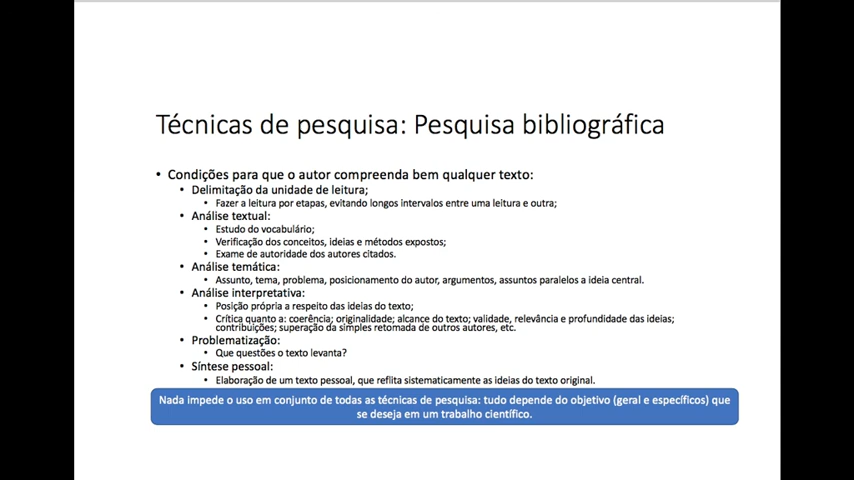 Técnicas de pesquisa: Pesquisa bibliográfica
• Condições para que o autor compreenda bem qualquer texto:
• Delimitação da unidade de leitura;
• Fazer a leitura por etapas, evitando longos intervalos entre uma leitura e outra;
• Análise textual:
• Estudo do vocabulário;
• Verificação dos conceitos, ideias e métodos expostos;
• Exame de autoridade dos autores citados.
• Análise temática:
• Assunto, tema, problema, posicionamento do autor, argumentos, assuntos paralelos a ideia central.
• Análise interpretativa:
• Posição própria a respeito das ideias do texto;
• Crítica quanto a: coerência; originalidade; alcance do texto; validade, relevância e profundidade das ideias;
contribuições; superação da simples retomada de outros autores, etc.
• Problematização:
• Que questões o texto levanta?
• Síntese pessoal:
• Elaboração de um texto pessoal, que reflita sistematicamente as ideias do texto original.
Nada impede o uso em conjunto de todas as técnicas de pesquisa: tudo depende do objetivo (geral e específicos) que
se deseja em um trabalho científico.